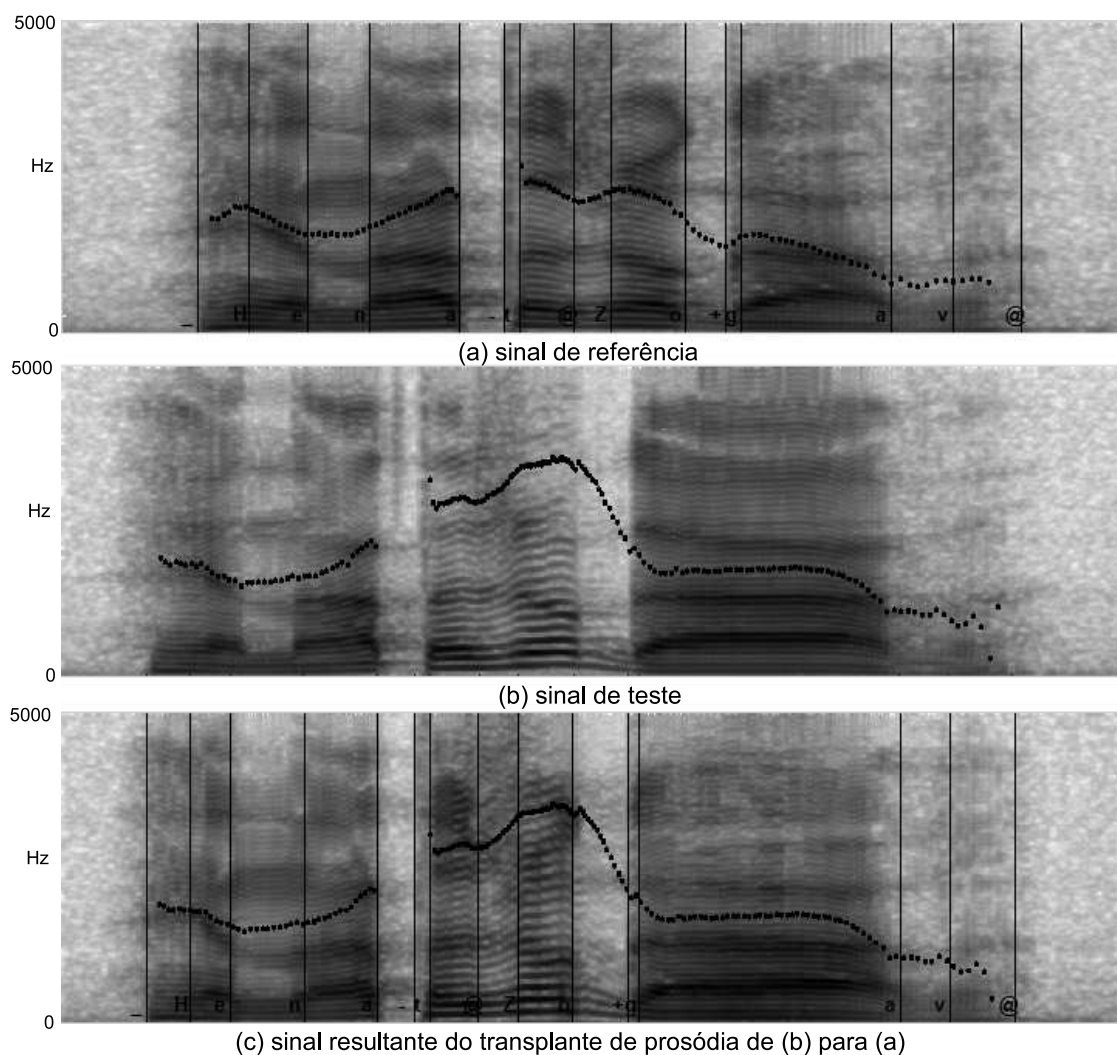 5000
Hz
0
_ H e n a -t @ Z o +g a v @
(a) sinal de referência
5000
Hz
0
(b) sinal de teste
5000
Hz
0
_ H e n a -t @ Z o +g a v @
(c) sinal resultante do transplante de prosódia de (b) para (a)